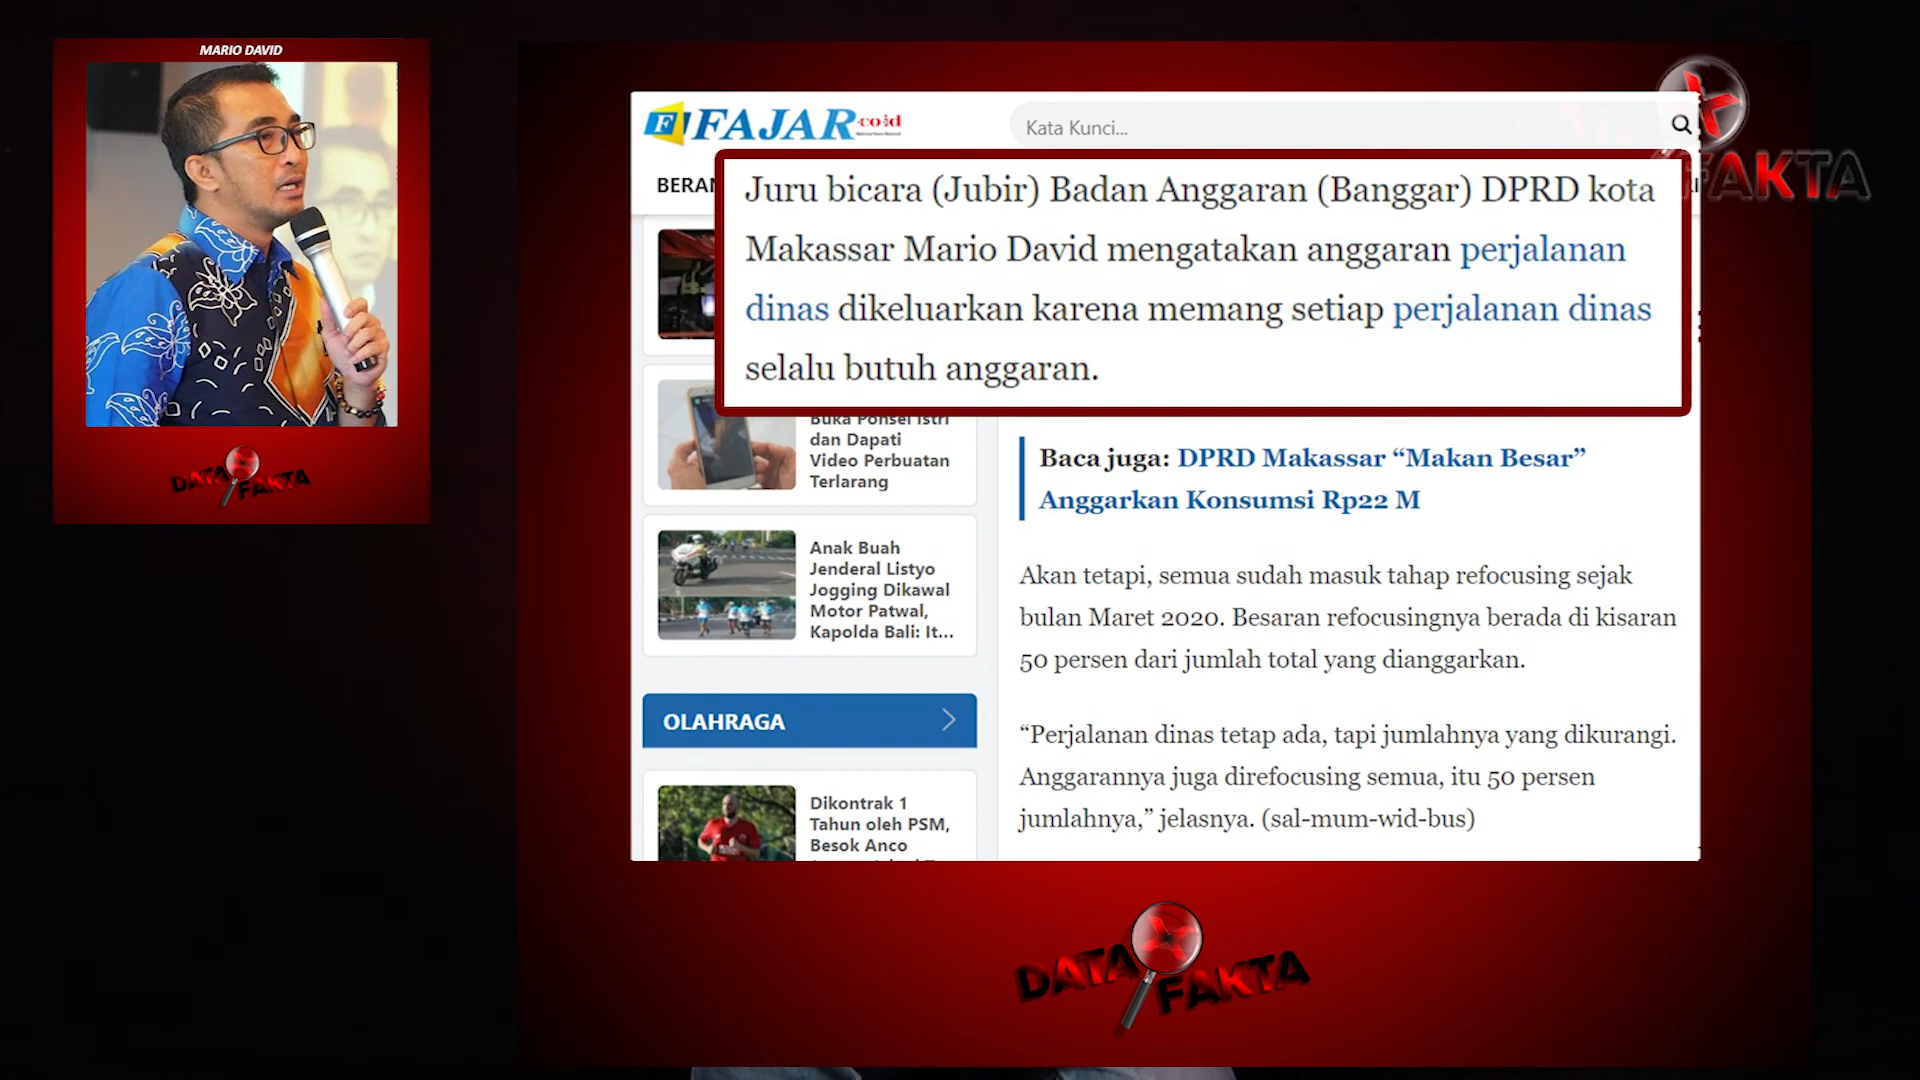 MARIO DAVID
DATA FAKTA
FAJAR.co.id
Kata Kunci...
FAKTA
Juru bicara (Jubir) Badan Anggaran (Banggar) DPRD kota
Makassar Mario David mengatakan anggaran perjalanan
dinas dikeluarkan karena memang setiap perjalanan dinas
selalu butuh anggaran.
Buka Ponsel Istri
dan Dapati
Video Perbuatan
Terlarang
Anak Buah
Jenderal Listyo
Jogging Dikawal
Motor Patwal,
Kapolda Bali: It...
OLAHRAGA
Dikontrak 1
Tahun oleh PSM,
Besok Anco
Baca juga: DPRD Makassar “Makan Besar”
Anggarkan Konsumsi Rp22 M
Akan tetapi, semua sudah masuk tahap refocusing sejak
bulan Maret 2020. Besaran refocusingnya berada di kisaran
50 persen dari jumlah total yang dianggarkan.
“Perjalanan dinas tetap ada, tapi jumlahnya yang dikurangi.
Anggarannya juga direfocusing semua, itu 50 persen
jumlahnya,” jelasnya. (sal-mum-wid-bus)
DATA FAKTA